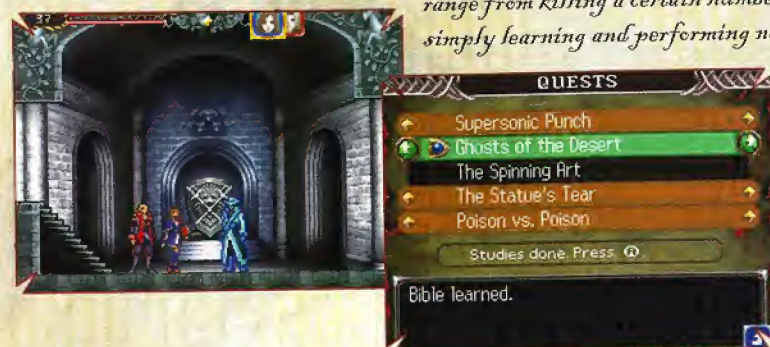 range from killing a certain numbe
simply learning and performing n
37
QUESTS
Supersonic Punch
Ghosts of the Desert
The Spinning Art
The Statue's Tear
Poison vs. Poison
Studies done. Press
Bible learned.